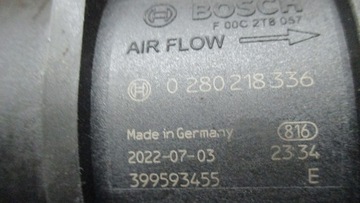 BOSCH
F 00C 2T8 057
AIR FLOW
0 280 218 336
Made in Germany 816
2022-07-03 23 34
399593455 E